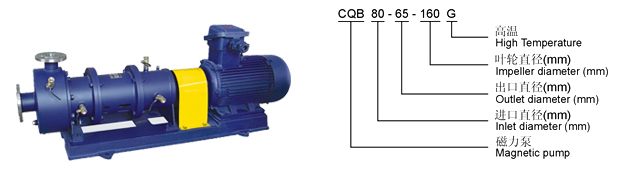 CQB 80 - 65 - 160 G
高温
High Temperature
叶轮直径(mm)
Impeller diameter (mm)
出口直径(mm)
Outlet diameter (mm)
进口直径(mm)
Inlet diameter (mm)
磁力泵
Magnetic pump